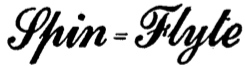 Spin = Flyte